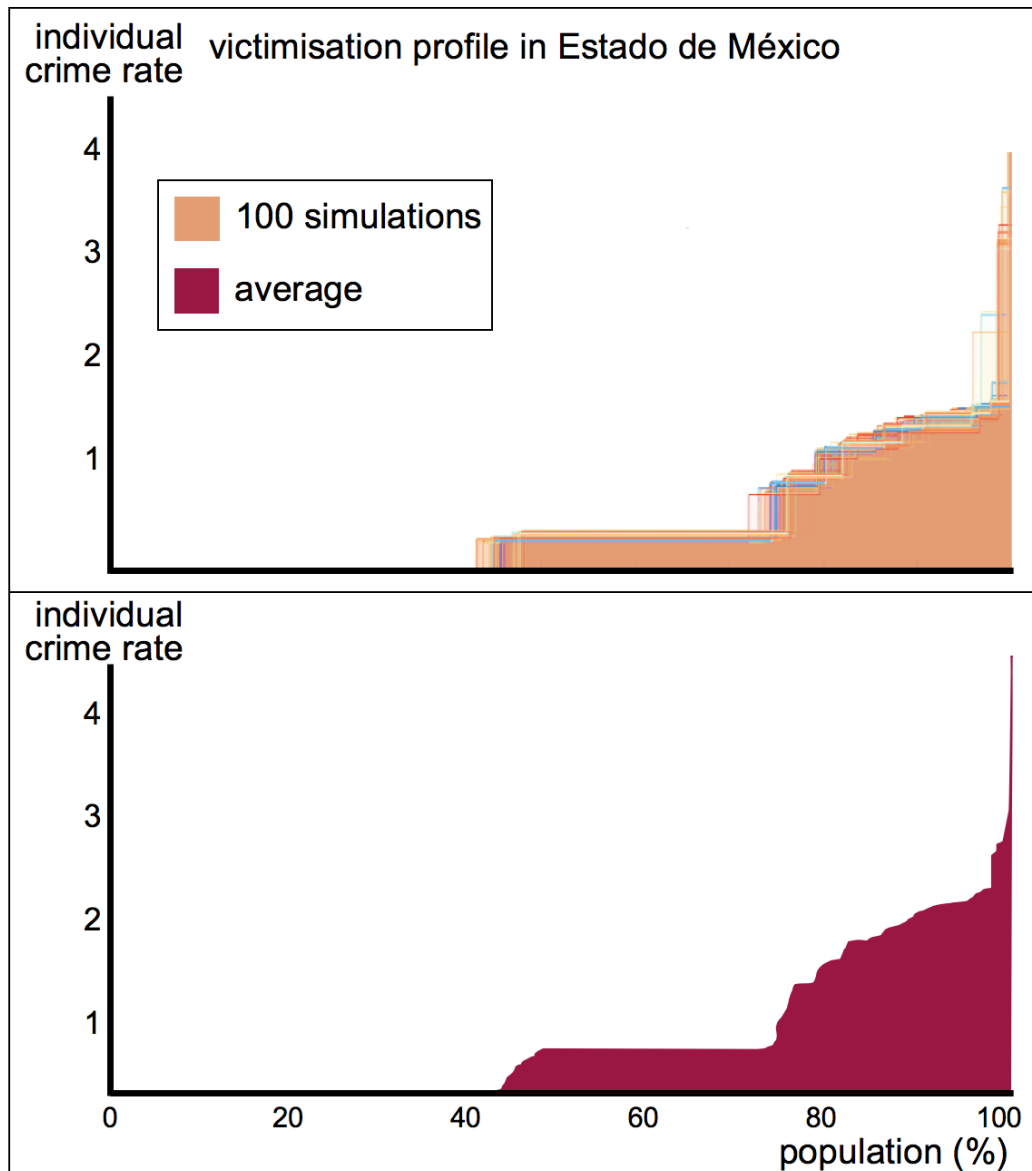 individual
crime rate
victimisation profile in Estado de México
4
3
2
1
100 simulations
average
individual
crime rate
4
3
2
1
0 20 40 60 80 100
population (%)